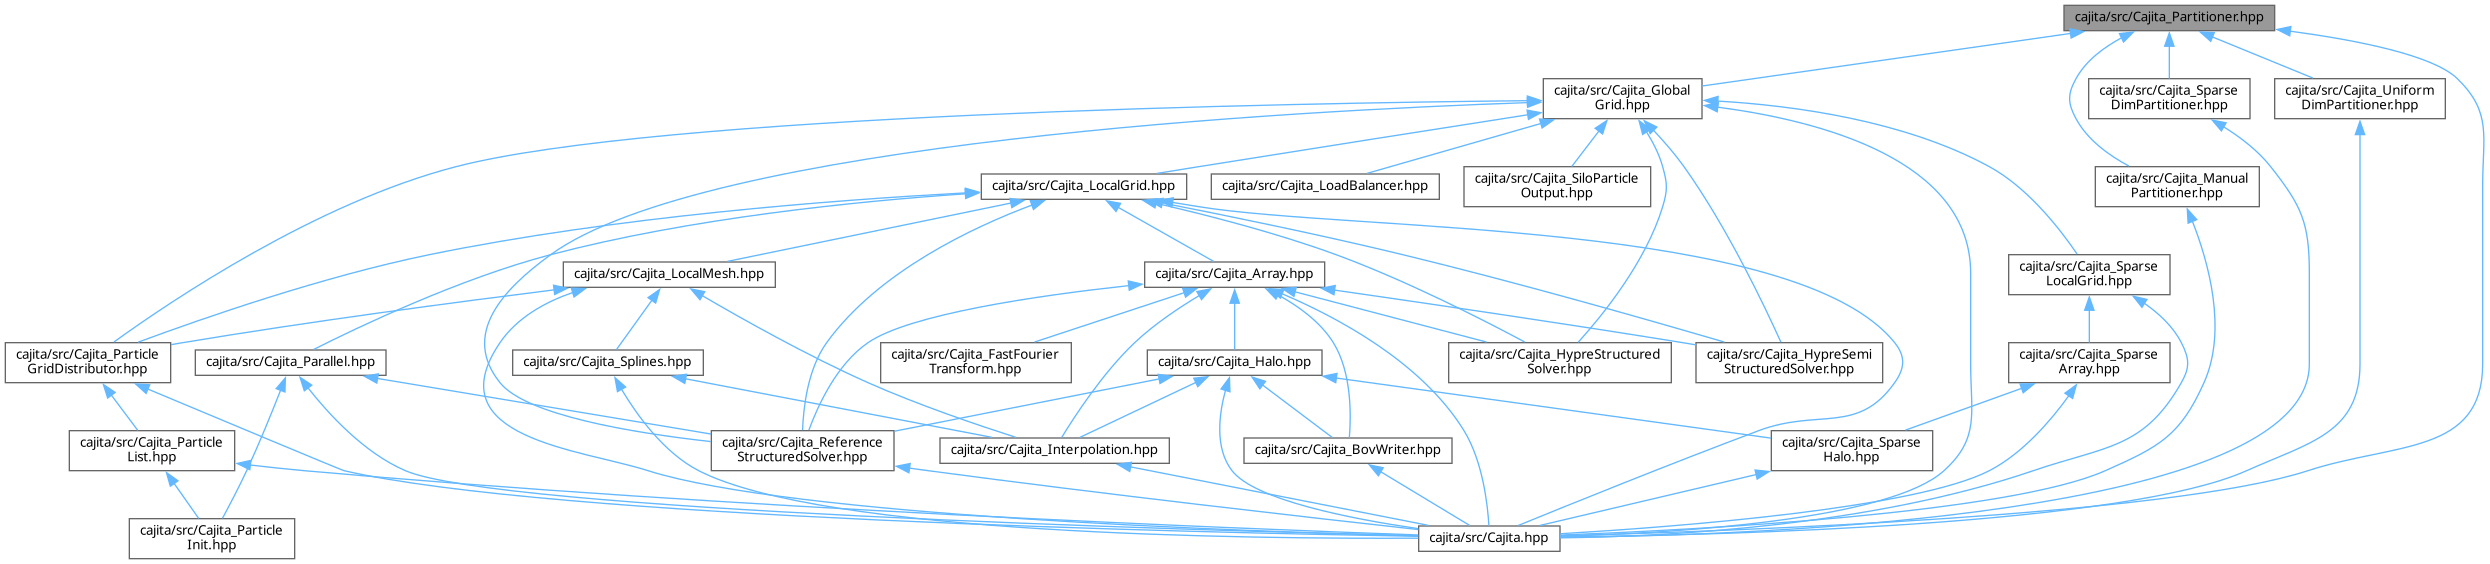 cajita/src/Cajita_Partitioner.hpp
cajita/src/Cajita_Global
Grid.hpp
cajita/src/Cajita_Sparse
DimPartitioner.hpp
cajita/src/Cajita_Uniform
DimPartitioner.hpp
cajita/src/Cajita_LocalGrid.hpp
cajita/src/Cajita_LoadBalancer.hpp
cajita/src/Cajita_SiloParticle
Output.hpp
cajita/src/Cajita_Manual
Partitioner.hpp
cajita/src/Cajita_LocalMesh.hpp
cajita/src/Cajita_Array.hpp
cajita/src/Cajita_Sparse
LocalGrid.hpp
cajita/src/Cajita_Particle
GridDistributor.hpp
cajita/src/Cajita_Parallel.hpp
cajita/src/Cajita_Splines.hpp
cajita/src/Cajita_FastFourier
Transform.hpp
cajita/src/Cajita_Halo.hpp
cajita/src/Cajita_HypreStructured
Solver.hpp
cajita/src/Cajita_HypreSemi
StructuredSolver.hpp
cajita/src/Cajita_Sparse
Array.hpp
cajita/src/Cajita_Particle
List.hpp
cajita/src/Cajita_Reference
StructuredSolver.hpp
cajita/src/Cajita_Interpolation.hpp
cajita/src/Cajita_BovWriter.hpp
cajita/src/Cajita_Sparse
Halo.hpp
cajita/src/Cajita_Particle
Init.hpp
cajita/src/Cajita.hpp